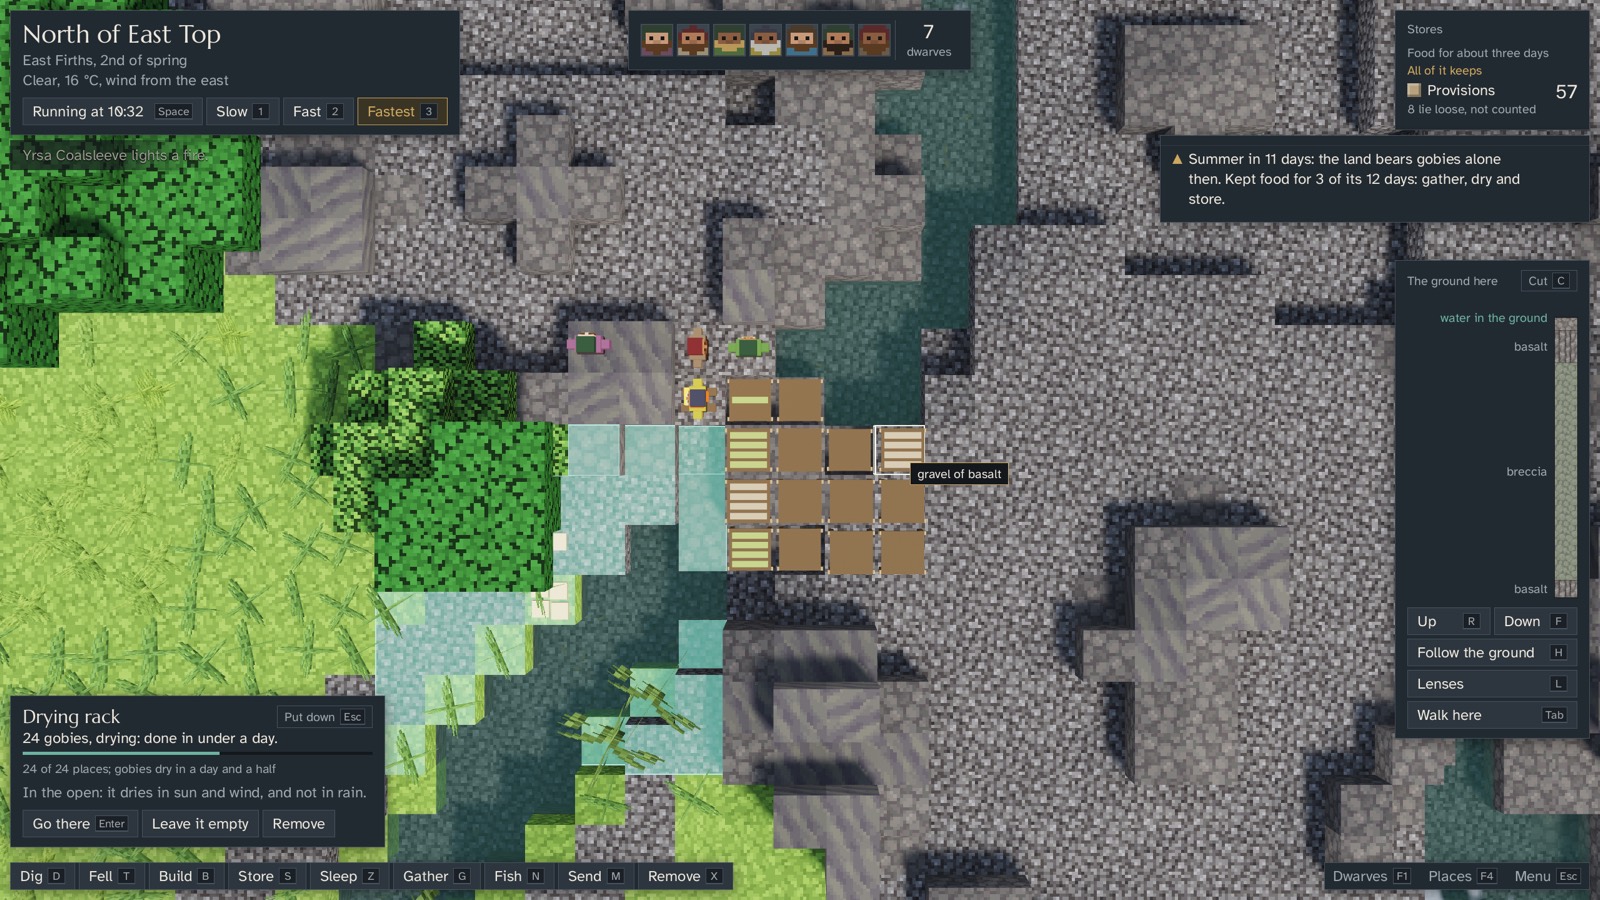 North of East Top
East Firths, 2nd of spring
Clear, 16 °C, wind from the east
Running at 10:32 Space
Slow 1
Fast 2
Fastest 3
Yrsa Coalsleeve lights a fire.
7
dwarves
Stores
Food for about three days
All of it keeps
Provisions 57
8 lie loose, not counted
Summer in 11 days: the land bears gobies alone
then. Kept food for 3 of its 12 days: gather, dry and
store.
The ground here
Cut C
water in the ground
basalt
breccia
basalt
Up R
Down F
Follow the ground H
Lenses L
Walk here Tab
gravel of basalt
Drying rack
Put down Esc
24 gobies, drying: done in under a day.
24 of 24 places; gobies dry in a day and a half
In the open: it dries in sun and wind, and not in rain.
Go there Enter
Leave it empty
Remove
Dig D
Fell T
Build B
Store S
Sleep Z
Gather G
Fish N
Send M
Remove X
Dwarves F1
Places F4
Menu Esc